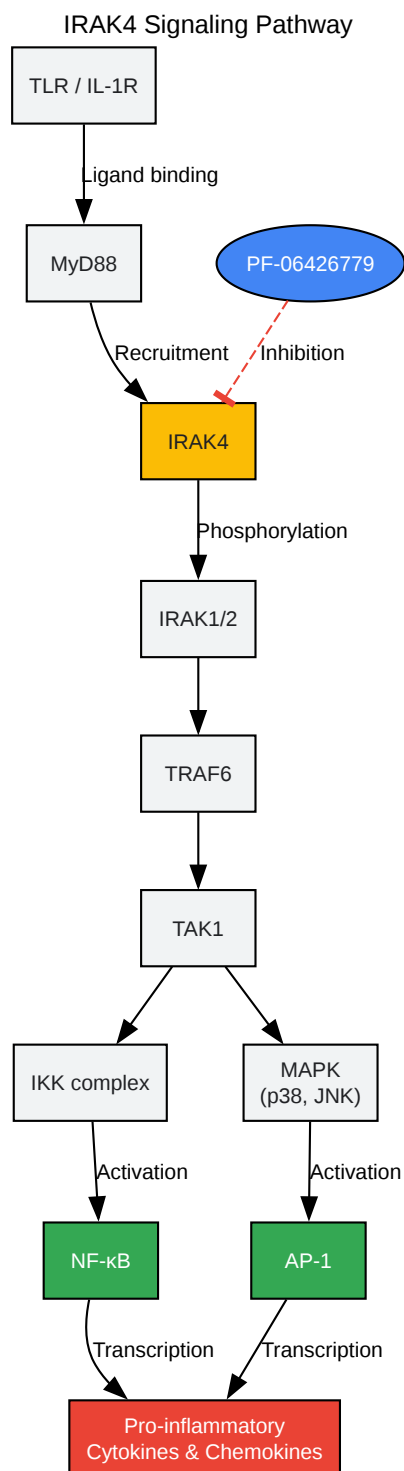 IRAK4 Signaling Pathway
TLR / IL-1R
Ligand binding
MyD88
PF-06426779
Recruitment
Inhibition
IRAK4
Phosphorylation
IRAK1/2
TRAF6
TAK1
IKK complex
MAPK
(p38, JNK)
Activation
Activation
NF-κB
AP-1
Transcription
Transcription
Pro-inflammatory
Cytokines & Chemokines